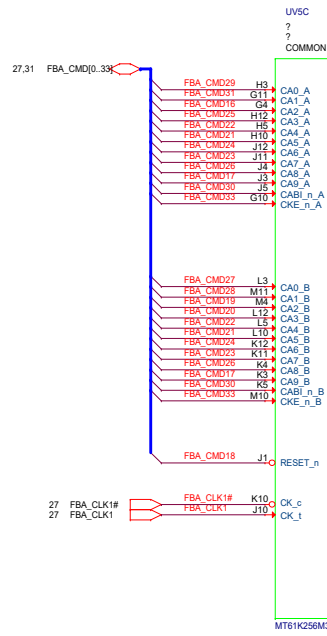 UV5C
?
?
COMMON
27,31 FBA_CMD[0..33]
FBA_CMD29 H3 CA0_A
FBA_CMD31 G11 CA1_A
FBA_CMD16 G4 CA2_A
FBA_CMD25 H12 CA3_A
FBA_CMD22 H5 CA4_A
FBA_CMD21 H10 CA5_A
FBA_CMD24 J12 CA6_A
FBA_CMD23 J11 CA7_A
FBA_CMD26 J4 CA8_A
FBA_CMD17 J3 CA9_A
FBA_CMD30 J5 CABI_n_A
FBA_CMD33 G10 CKE_n_A
FBA_CMD27 L3 CA0_B
FBA_CMD28 M11 CA1_B
FBA_CMD19 M4 CA2_B
FBA_CMD20 L12 CA3_B
FBA_CMD22 L5 CA4_B
FBA_CMD21 L10 CA5_B
FBA_CMD24 K12 CA6_B
FBA_CMD23 K11 CA7_B
FBA_CMD26 K4 CA8_B
FBA_CMD17 K3 CA9_B
FBA_CMD30 K5 CABI_n_B
FBA_CMD33 M10 CKE_n_B
FBA_CMD18 J1 RESET_n
27 FBA_CLK1# FBA_CLK1# K10 CK_c
27 FBA_CLK1 FBA_CLK1 J10 CK_t